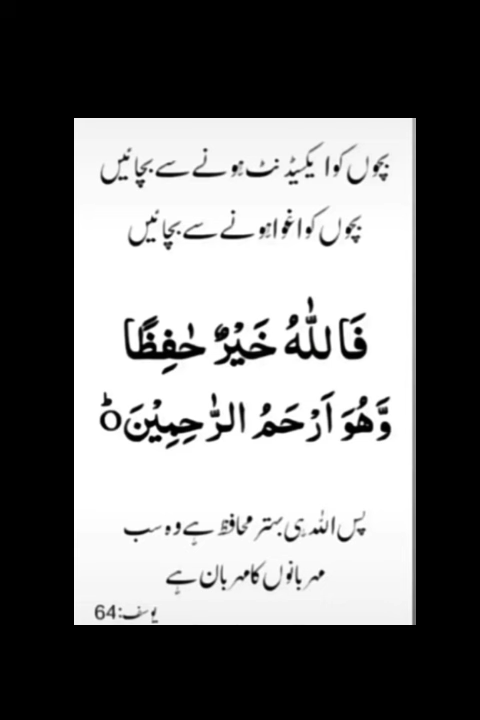 بچوں کو ایکسیڈنٹ ہونے سے بچائیں
بچوں کو اغوا ہونے سے بچائیں
فَاللّٰهُ خَيْرٌ حٰفِظًا
وَّهُوَ اَرْحَمُ الرّٰحِمِيْنَ ○ؕ
پس اللہ ہی بہتر محافظ ہے وہ سب
مہربانوں کا مہربان ہے
یوسف:64